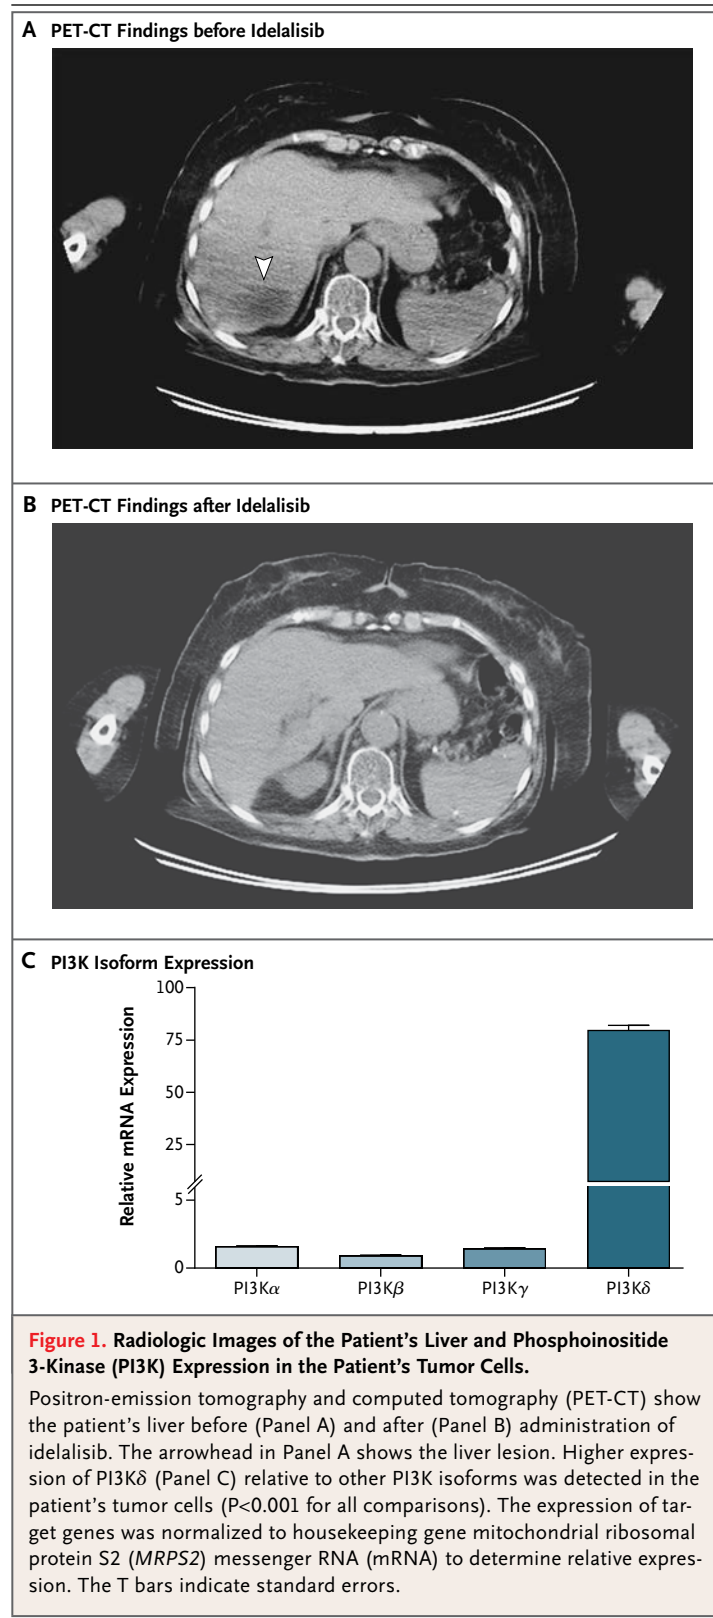 A PET-CT Findings before Idelalisib
B PET-CT Findings after Idelalisib
C PI3K Isoform Expression
Relative mRNA Expression
100
75
50
25
5
0
PI3Kα PI3Kβ PI3Kγ PI3Kδ
Figure 1. Radiologic Images of the Patient’s Liver and Phosphoinositide
3-Kinase (PI3K) Expression in the Patient’s Tumor Cells.
Positron-emission tomography and computed tomography (PET-CT) show
the patient’s liver before (Panel A) and after (Panel B) administration of
idelalisib. The arrowhead in Panel A shows the liver lesion. Higher expres-
sion of PI3Kδ (Panel C) relative to other PI3K isoforms was detected in the
patient’s tumor cells (P<0.001 for all comparisons). The expression of tar-
get genes was normalized to housekeeping gene mitochondrial ribosomal
protein S2 (MRPS2) messenger RNA (mRNA) to determine relative expres-
sion. The T bars indicate standard errors.